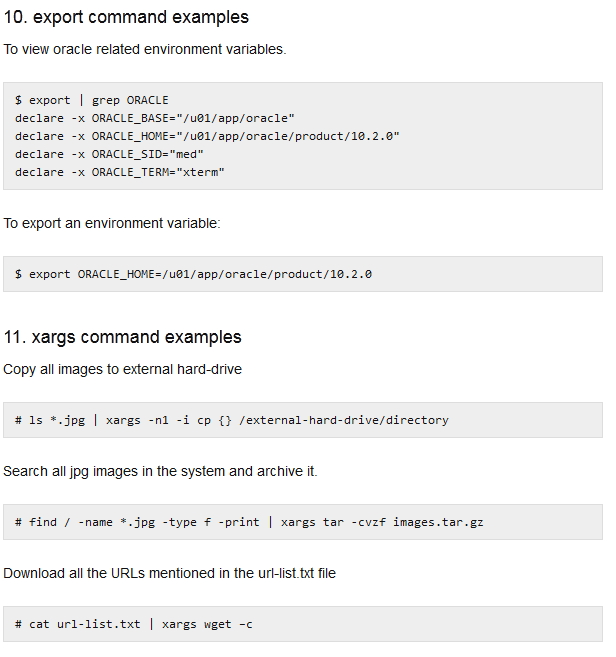 10. export command examples
To view oracle related environment variables.
$ export | grep ORACLE
declare -x ORACLE_BASE="/u01/app/oracle"
declare -x ORACLE_HOME="/u01/app/oracle/product/10.2.0"
declare -x ORACLE_SID="med"
declare -x ORACLE_TERM="xterm"
To export an environment variable:
$ export ORACLE_HOME=/u01/app/oracle/product/10.2.0
11. xargs command examples
Copy all images to external hard-drive
# ls *.jpg | xargs -n1 -i cp {} /external-hard-drive/directory
Search all jpg images in the system and archive it.
# find / -name *.jpg -type f -print | xargs tar -cvzf images.tar.gz
Download all the URLs mentioned in the url-list.txt file
# cat url-list.txt | xargs wget –c